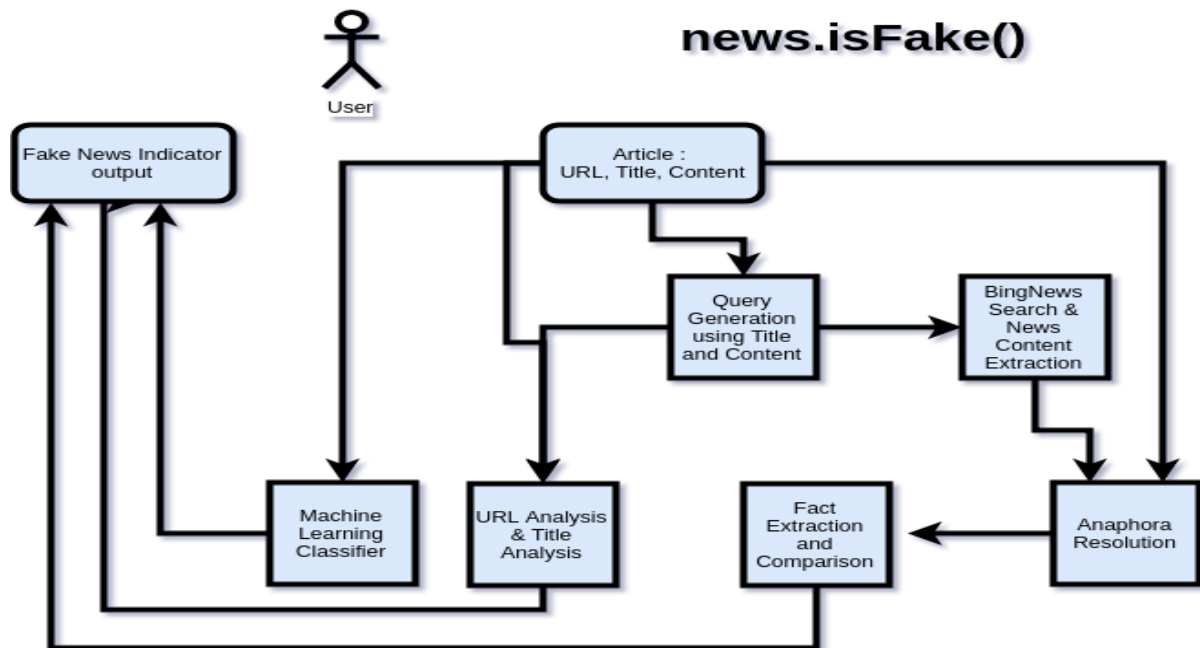 news.isFake()
User
Fake News Indicator
output
Article :
URL, Title, Content
Query
Generation
using Title
and Content
BingNews
Search &
News
Content
Extraction
Machine
Learning
Classifier
URL Analysis
& Title
Analysis
Fact
Extraction
and
Comparison
Anaphora
Resolution